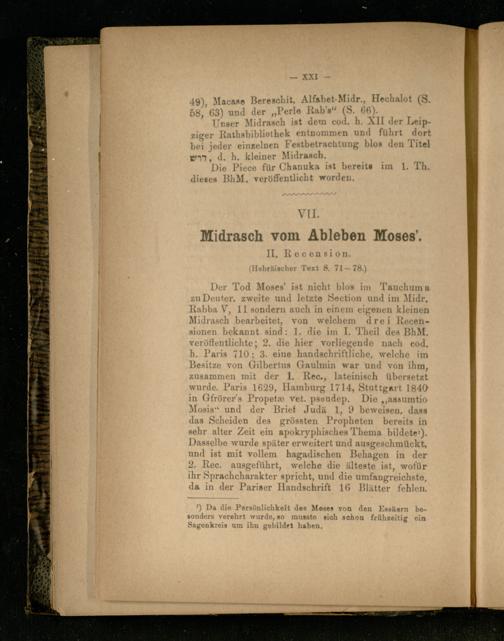 — XXI —
49), Macase Bereschit, Alfabet-Midr., Hechalot (S.
58, 63) und der „Perle Rab's“ (S. 66).
Unser Midrasch ist dem cod. h. XII der Leip-
ziger Rathsbibliothek entnommen und führt dort
bei jeder einzelnen Festbetrachtung blos den Titel
דרוש, d. h. kleiner Midrasch.
Die Piece für Chanuka ist bereits im 1. Th.
dieses BhM. veröffentlicht worden.
VII.
Midrasch vom Ableben Moses'.
II. Recension.
(Hebräischer Text S. 71—78.)
Der Tod Moses' ist nicht blos im Tanchuma
zu Deuter. zweite und letzte Section und im Midr.
Rabba V, 11 sondern auch in einem eigenen kleinen
Midrasch bearbeitet, von welchem drei Recen-
sionen bekannt sind: 1. die im I. Theil des BhM.
veröffentlichte; 2. die hier vorliegende nach cod.
h. Paris 710; 3. eine handschriftliche, welche im
Besitze von Gilbertus Gaulmin war und von ihm,
zusammen mit der 1. Rec., lateinisch übersetzt
wurde. Paris 1629, Hamburg 1714, Stuttgart 1840
in Gfrörer's Propetæ vet. pseudep. Die „assumtio
Mosis“ und der Brief Judä 1, 9 beweisen, dass
das Scheiden des grössten Propheten bereits in
sehr alter Zeit ein apokryphisches Thema bildete¹).
Dasselbe wurde später erweitert und ausgeschmückt,
und ist mit vollem hagadischen Behagen in der
2. Rec. ausgeführt, welche die älteste ist, wofür
ihr Sprachcharakter spricht, und die umfangreichste,
da in der Pariser Handschrift 16 Blätter fehlen.
¹) Da die Persönlichkeit des Moses von den Essäern be-
sonders verehrt wurde, so musste sich schon frühzeitig ein
Sagenkreis um ihn gebildet haben.